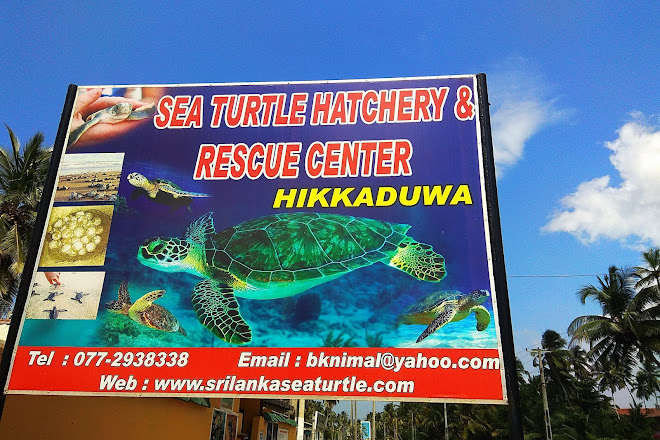 SEA TURTLE HATCHERY &
RESCUE CENTER
HIKKADUWA
Tel : 077-2938338 Email : bknimal@yahoo.com
Web : www.srilankaseaturtle.com